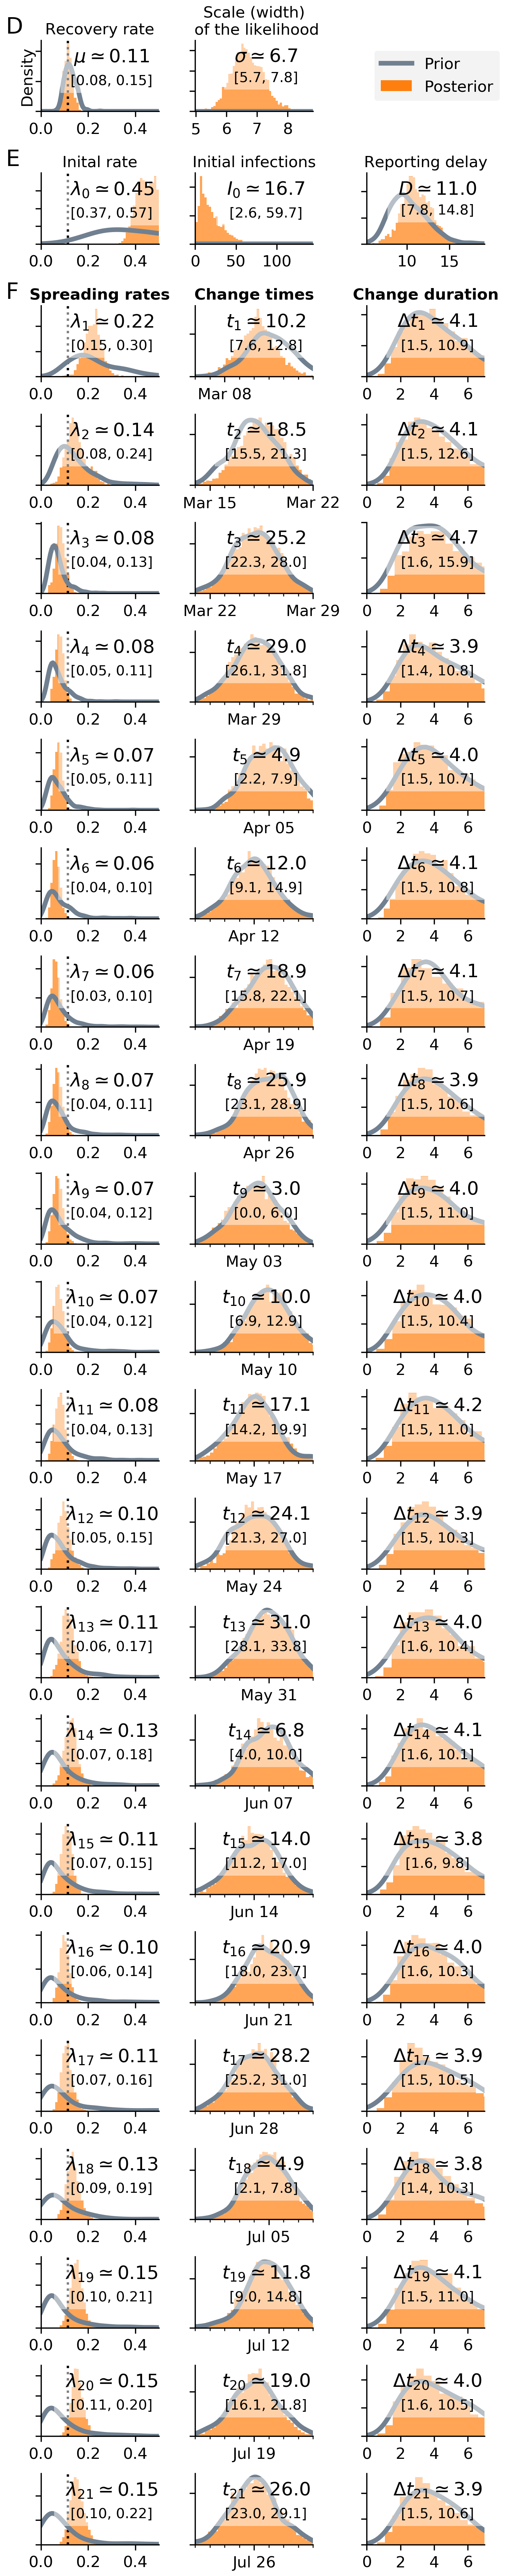 D
Recovery rate
Scale (width)
of the likelihood
Density
μ ≃ 0.11
[0.08, 0.15]
σ ≃ 6.7
[5.7, 7.8]
Prior
Posterior
0.0 0.2 0.4
5 6 7 8
E
Inital rate
Initial infections
Reporting delay
λ0 ≃ 0.45
[0.37, 0.57]
I0 ≃ 16.7
[2.6, 59.7]
D ≃ 11.0
[7.8, 14.8]
0.0 0.2 0.4
0 50 100
10 15
F
Spreading rates
Change times
Change duration
λ1 ≃ 0.22
[0.15, 0.30]
t1 ≃ 10.2
[7.6, 12.8]
Δt1 ≃ 4.1
[1.5, 10.9]
0.0 0.2 0.4
Mar 08
0 2 4 6
λ2 ≃ 0.14
[0.08, 0.24]
t2 ≃ 18.5
[15.5, 21.3]
Δt2 ≃ 4.1
[1.5, 12.6]
0.0 0.2 0.4
Mar 15 Mar 22
0 2 4 6
λ3 ≃ 0.08
[0.04, 0.13]
t3 ≃ 25.2
[22.3, 28.0]
Δt3 ≃ 4.7
[1.6, 15.9]
0.0 0.2 0.4
Mar 22 Mar 29
0 2 4 6
λ4 ≃ 0.08
[0.05, 0.11]
t4 ≃ 29.0
[26.1, 31.8]
Δt4 ≃ 3.9
[1.4, 10.8]
0.0 0.2 0.4
Mar 29
0 2 4 6
λ5 ≃ 0.07
[0.05, 0.11]
t5 ≃ 4.9
[2.2, 7.9]
Δt5 ≃ 4.0
[1.5, 10.7]
0.0 0.2 0.4
Apr 05
0 2 4 6
λ6 ≃ 0.06
[0.04, 0.10]
t6 ≃ 12.0
[9.1, 14.9]
Δt6 ≃ 4.1
[1.5, 10.8]
0.0 0.2 0.4
Apr 12
0 2 4 6
λ7 ≃ 0.06
[0.03, 0.10]
t7 ≃ 18.9
[15.8, 22.1]
Δt7 ≃ 4.1
[1.5, 10.7]
0.0 0.2 0.4
Apr 19
0 2 4 6
λ8 ≃ 0.07
[0.04, 0.11]
t8 ≃ 25.9
[23.1, 28.9]
Δt8 ≃ 3.9
[1.5, 10.6]
0.0 0.2 0.4
Apr 26
0 2 4 6
λ9 ≃ 0.07
[0.04, 0.12]
t9 ≃ 3.0
[0.0, 6.0]
Δt9 ≃ 4.0
[1.5, 11.0]
0.0 0.2 0.4
May 03
0 2 4 6
λ10 ≃ 0.07
[0.04, 0.12]
t10 ≃ 10.0
[6.9, 12.9]
Δt10 ≃ 4.0
[1.5, 10.4]
0.0 0.2 0.4
May 10
0 2 4 6
λ11 ≃ 0.08
[0.04, 0.13]
t11 ≃ 17.1
[14.2, 19.9]
Δt11 ≃ 4.2
[1.5, 11.0]
0.0 0.2 0.4
May 17
0 2 4 6
λ12 ≃ 0.10
[0.05, 0.15]
t12 ≃ 24.1
[21.3, 27.0]
Δt12 ≃ 3.9
[1.5, 10.3]
0.0 0.2 0.4
May 24
0 2 4 6
λ13 ≃ 0.11
[0.06, 0.17]
t13 ≃ 31.0
[28.1, 33.8]
Δt13 ≃ 4.0
[1.6, 10.4]
0.0 0.2 0.4
May 31
0 2 4 6
λ14 ≃ 0.13
[0.07, 0.18]
t14 ≃ 6.8
[4.0, 10.0]
Δt14 ≃ 4.1
[1.6, 10.1]
0.0 0.2 0.4
Jun 07
0 2 4 6
λ15 ≃ 0.11
[0.07, 0.15]
t15 ≃ 14.0
[11.2, 17.0]
Δt15 ≃ 3.8
[1.6, 9.8]
0.0 0.2 0.4
Jun 14
0 2 4 6
λ16 ≃ 0.10
[0.06, 0.14]
t16 ≃ 20.9
[18.0, 23.7]
Δt16 ≃ 4.0
[1.6, 10.3]
0.0 0.2 0.4
Jun 21
0 2 4 6
λ17 ≃ 0.11
[0.07, 0.16]
t17 ≃ 28.2
[25.2, 31.0]
Δt17 ≃ 3.9
[1.5, 10.5]
0.0 0.2 0.4
Jun 28
0 2 4 6
λ18 ≃ 0.13
[0.09, 0.19]
t18 ≃ 4.9
[2.1, 7.8]
Δt18 ≃ 3.8
[1.4, 10.3]
0.0 0.2 0.4
Jul 05
0 2 4 6
λ19 ≃ 0.15
[0.10, 0.21]
t19 ≃ 11.8
[9.0, 14.8]
Δt19 ≃ 4.1
[1.5, 11.0]
0.0 0.2 0.4
Jul 12
0 2 4 6
λ20 ≃ 0.15
[0.11, 0.20]
t20 ≃ 19.0
[16.1, 21.8]
Δt20 ≃ 4.0
[1.6, 10.5]
0.0 0.2 0.4
Jul 19
0 2 4 6
λ21 ≃ 0.15
[0.10, 0.22]
t21 ≃ 26.0
[23.0, 29.1]
Δt21 ≃ 3.9
[1.5, 10.6]
0.0 0.2 0.4
Jul 26
0 2 4 6